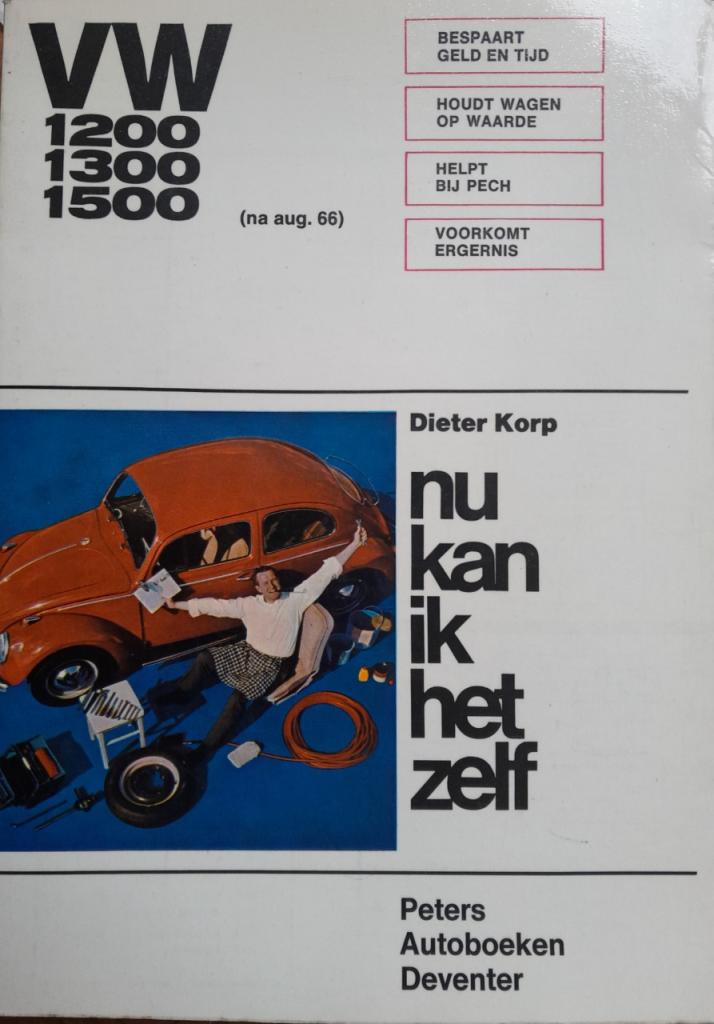 VW
1200
1300
1500
(na aug. 66)
BESPAART
GELD EN TIJD
HOUDT WAGEN
OP WAARDE
HELPT
BIJ PECH
VOORKOMT
ERGERNIS
Dieter Korp
nu
kan
ik
het
zelf
Peters
Autoboeken
Deventer